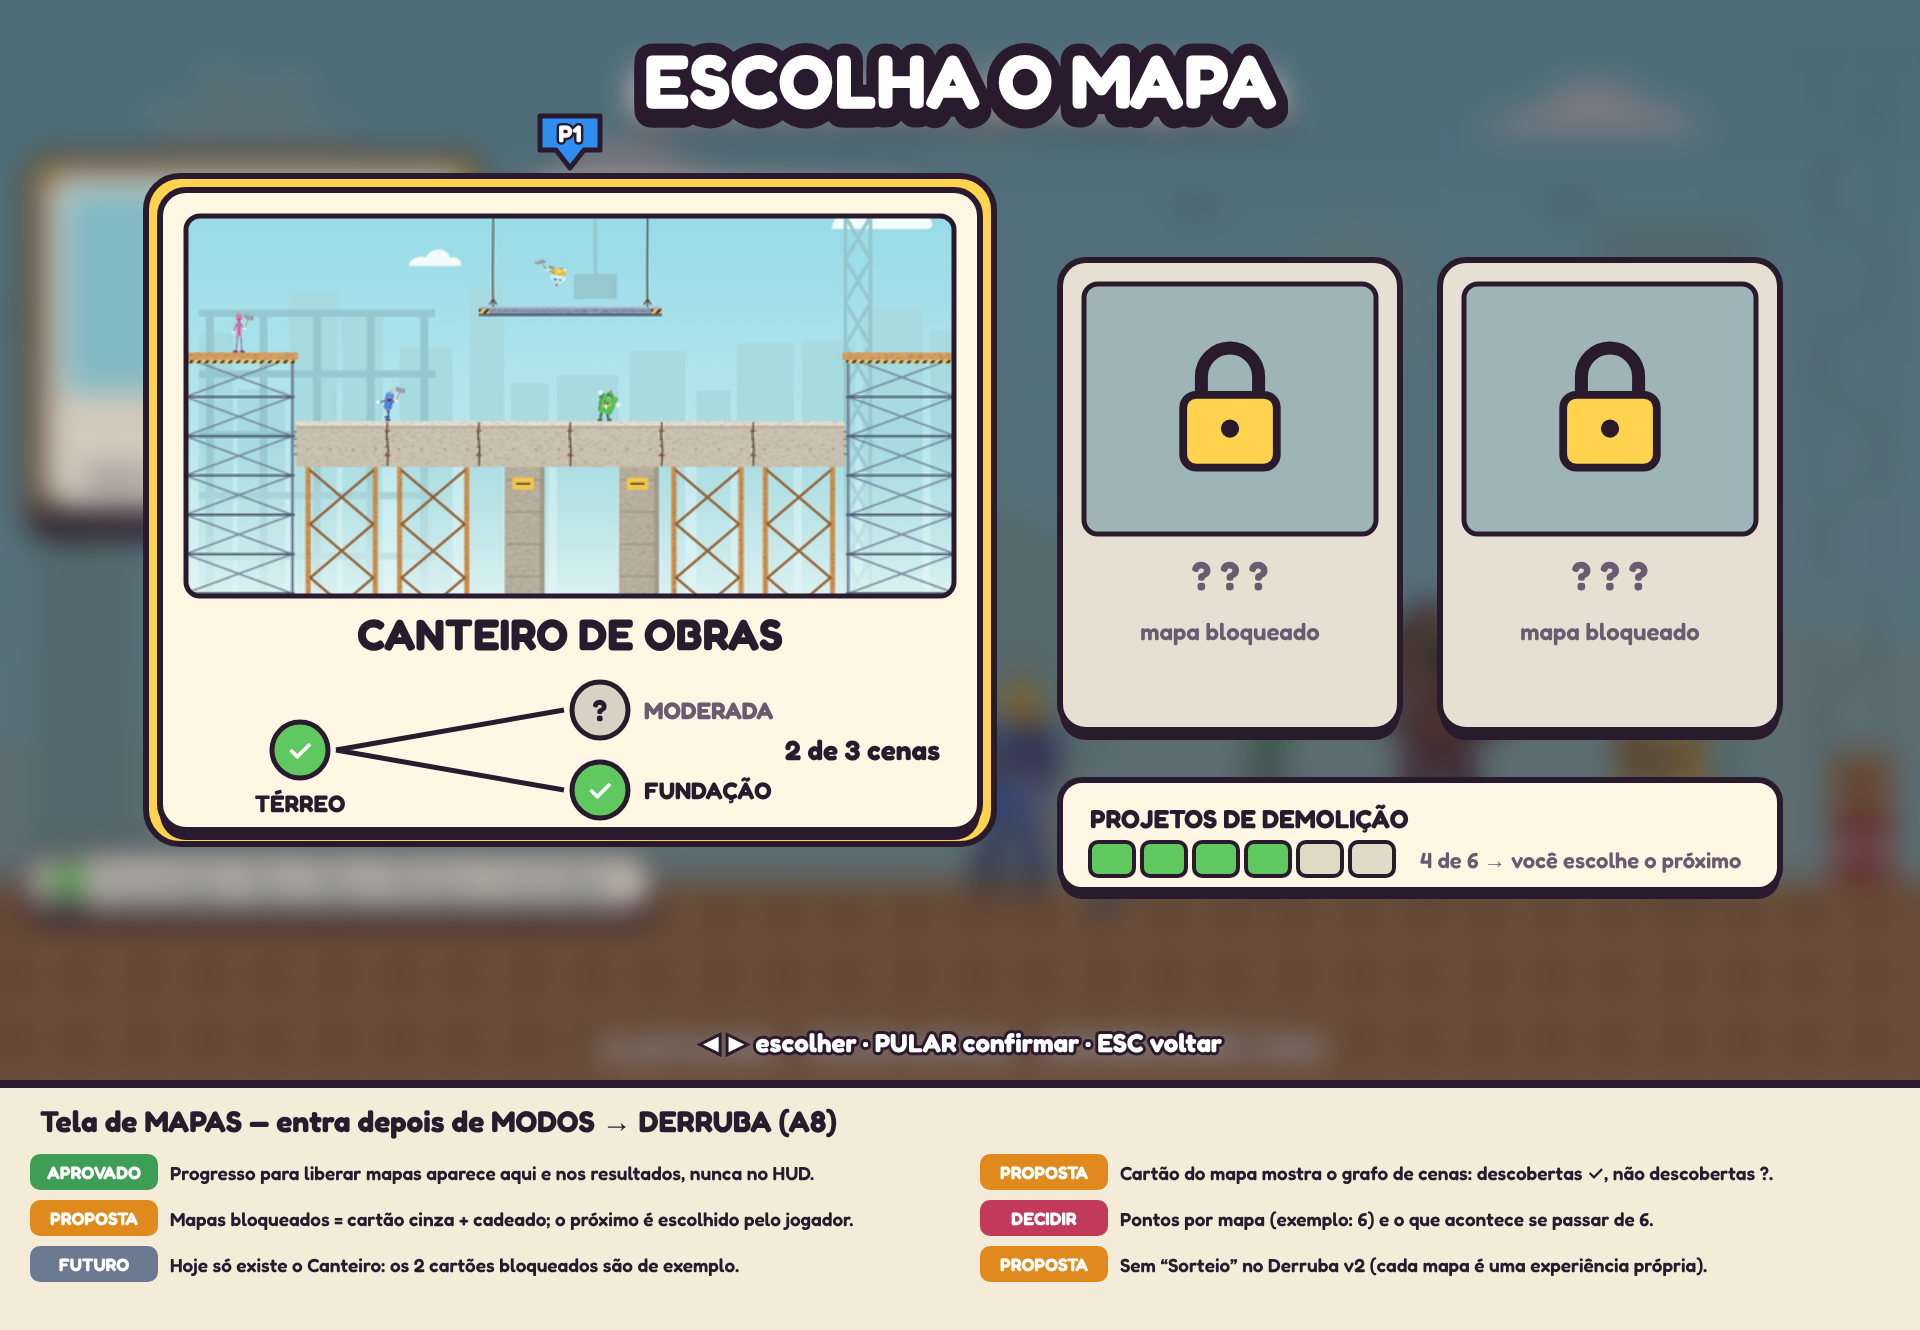 ESCOLHA O MAPA
P1
CANTEIRO DE OBRAS
? MODERADA
2 de 3 cenas
TÉRREO
FUNDAÇÃO
? ? ?
mapa bloqueado
? ? ?
mapa bloqueado
PROJETOS DE DEMOLIÇÃO
4 de 6 → você escolhe o próximo
◀ ▶ escolher · PULAR confirmar · ESC voltar
Tela de MAPAS — entra depois de MODOS → DERRUBA (A8)
APROVADO Progresso para liberar mapas aparece aqui e nos resultados, nunca no HUD.
PROPOSTA Mapas bloqueados = cartão cinza + cadeado; o próximo é escolhido pelo jogador.
FUTURO Hoje só existe o Canteiro: os 2 cartões bloqueados são de exemplo.
PROPOSTA Cartão do mapa mostra o grafo de cenas: descobertas ✓, não descobertas ?.
DECIDIR Pontos por mapa (exemplo: 6) e o que acontece se passar de 6.
PROPOSTA Sem “Sorteio” no Derruba v2 (cada mapa é uma experiência própria).